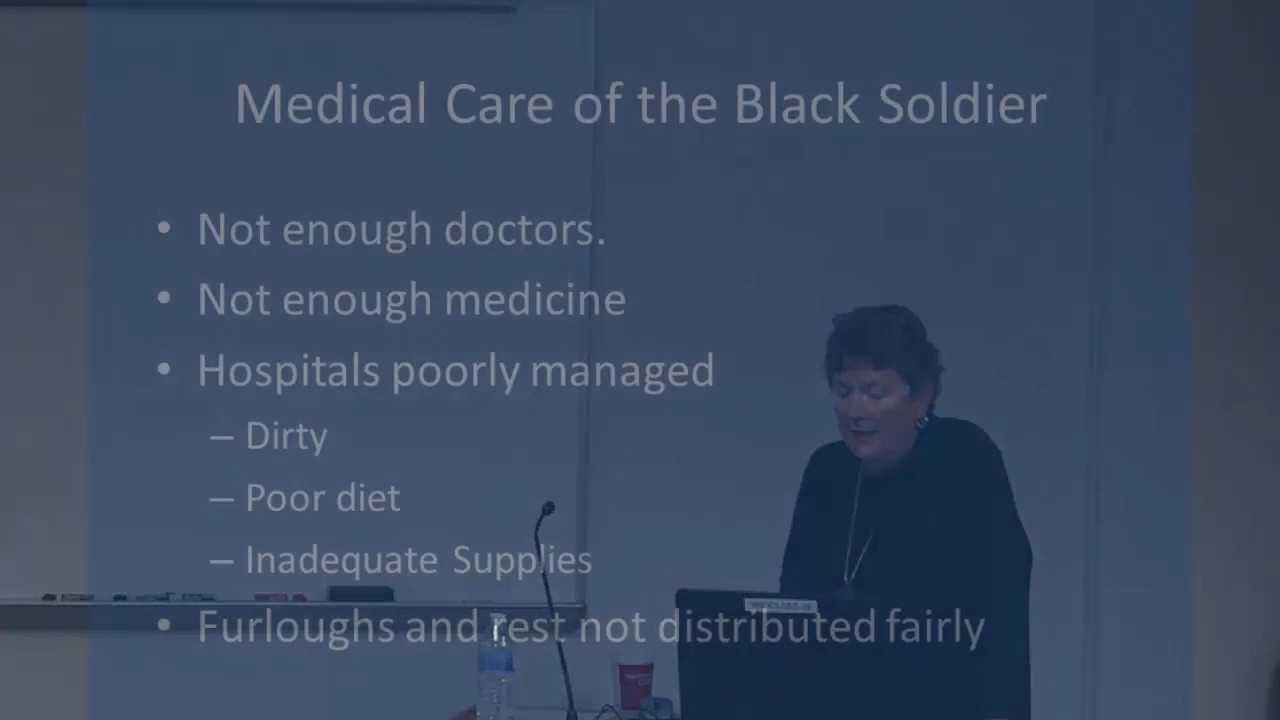 Medical Care of the Black Soldier
• Not enough doctors.
• Not enough medicine
• Hospitals poorly managed
– Dirty
– Poor diet
– Inadequate Supplies
• Furloughs and rest not distributed fairly